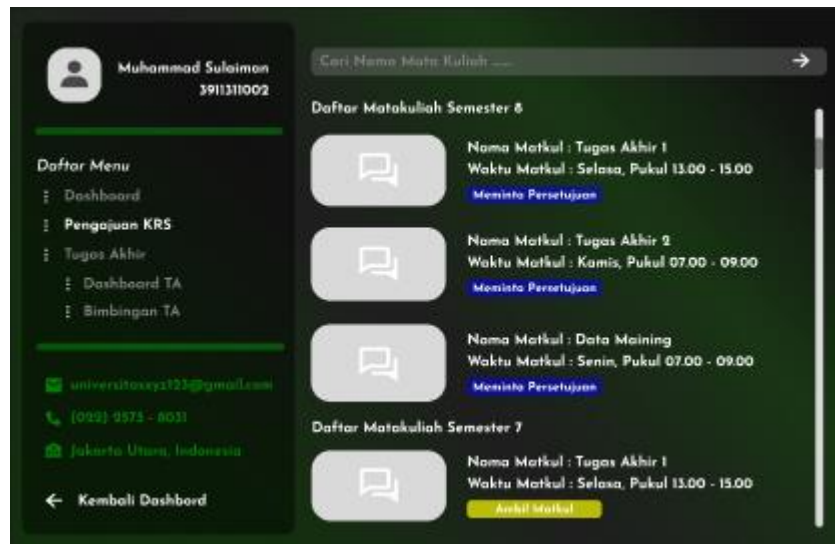 Muhammad Sulaiman
3911311002
Daftar Menu
Dashboard
Pengajuan KRS
Tugas Akhir
Dashboard TA
Bimbingan TA
universitasxyz123@gmail.com
(022) 2573 - 8031
Jakarta Utara, Indonesia
Kembali Dashbord
Cari Nama Mata Kuliah ......
Daftar Matakuliah Semester 8
Nama Matkul : Tugas Akhir 1
Waktu Matkul : Selasa, Pukul 13.00 - 15.00
Meminta Persetujuan
Nama Matkul : Tugas Akhir 2
Waktu Matkul : Kamis, Pukul 07.00 - 09.00
Meminta Persetujuan
Nama Matkul : Data Maining
Waktu Matkul : Senin, Pukul 07.00 - 09.00
Meminta Persetujuan
Daftar Matakuliah Semester 7
Nama Matkul : Tugas Akhir 1
Waktu Matkul : Selasa, Pukul 13.00 - 15.00
Ambil Matkul